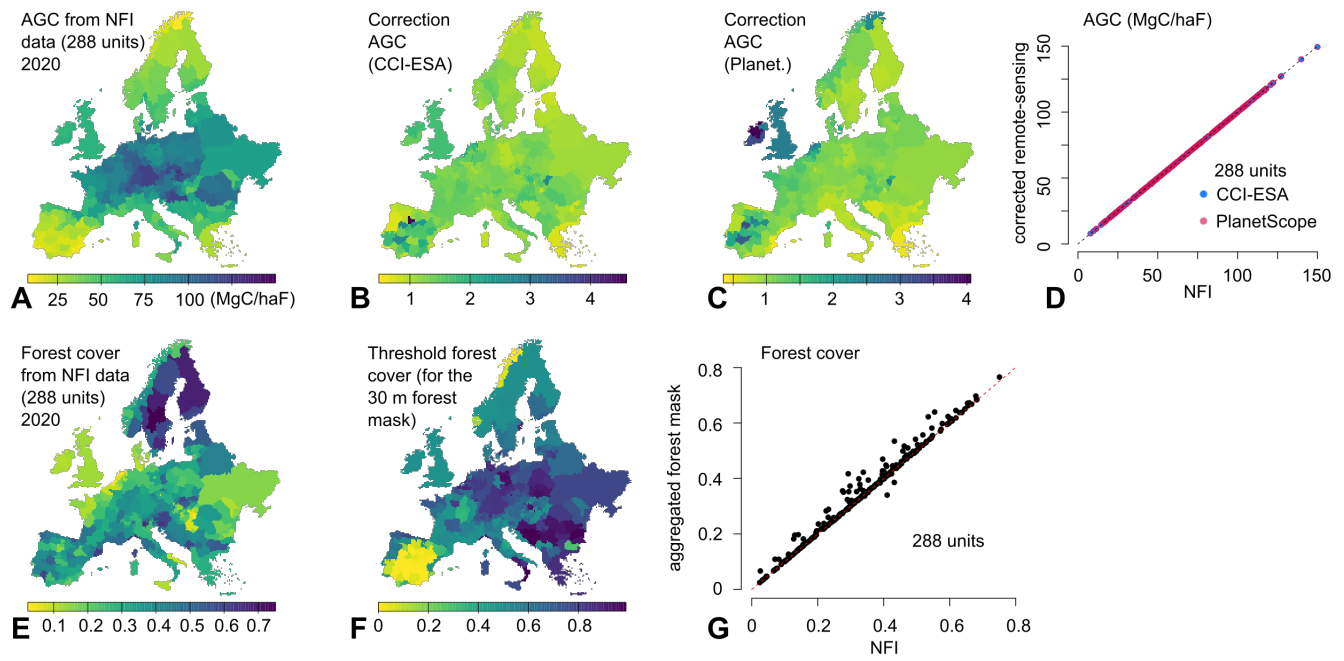 AGC from NFI
data (288 units)
2020
25 50 75 100 (MgC/haF)
A
Correction
AGC
(CCI-ESA)
1 2 3 4
B
Correction
AGC
(Planet.)
1 2 3 4
C
AGC (MgC/haF)
corrected remote-sensing
0 50 100 150
288 units
CCI-ESA
PlanetScope
0 50 100 150
NFI
D
Forest cover
from NFI data
(288 units)
2020
0.1 0.2 0.3 0.4 0.5 0.6 0.7
E
Threshold forest
cover (for the
30 m forest
mask)
0 0.2 0.4 0.6 0.8
F
Forest cover
aggregated forest mask
0.8
0.6
0.4
0.2
0
288 units
0 0.2 0.4 0.6 0.8
NFI
G